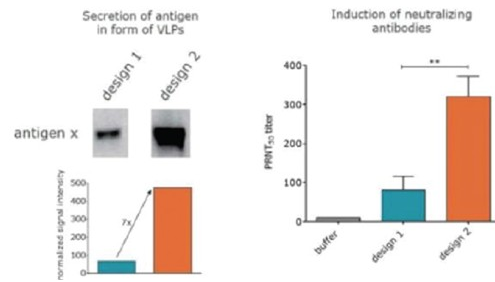 Secretion of antigen
in form of VLPs
design 1
design 2
antigen x
normalized signal intensity
500
400
300
200
100
0
7x
Induction of neutralizing
antibodies
**
PRNT50 titer
400
300
200
100
0
buffer
design 1
design 2